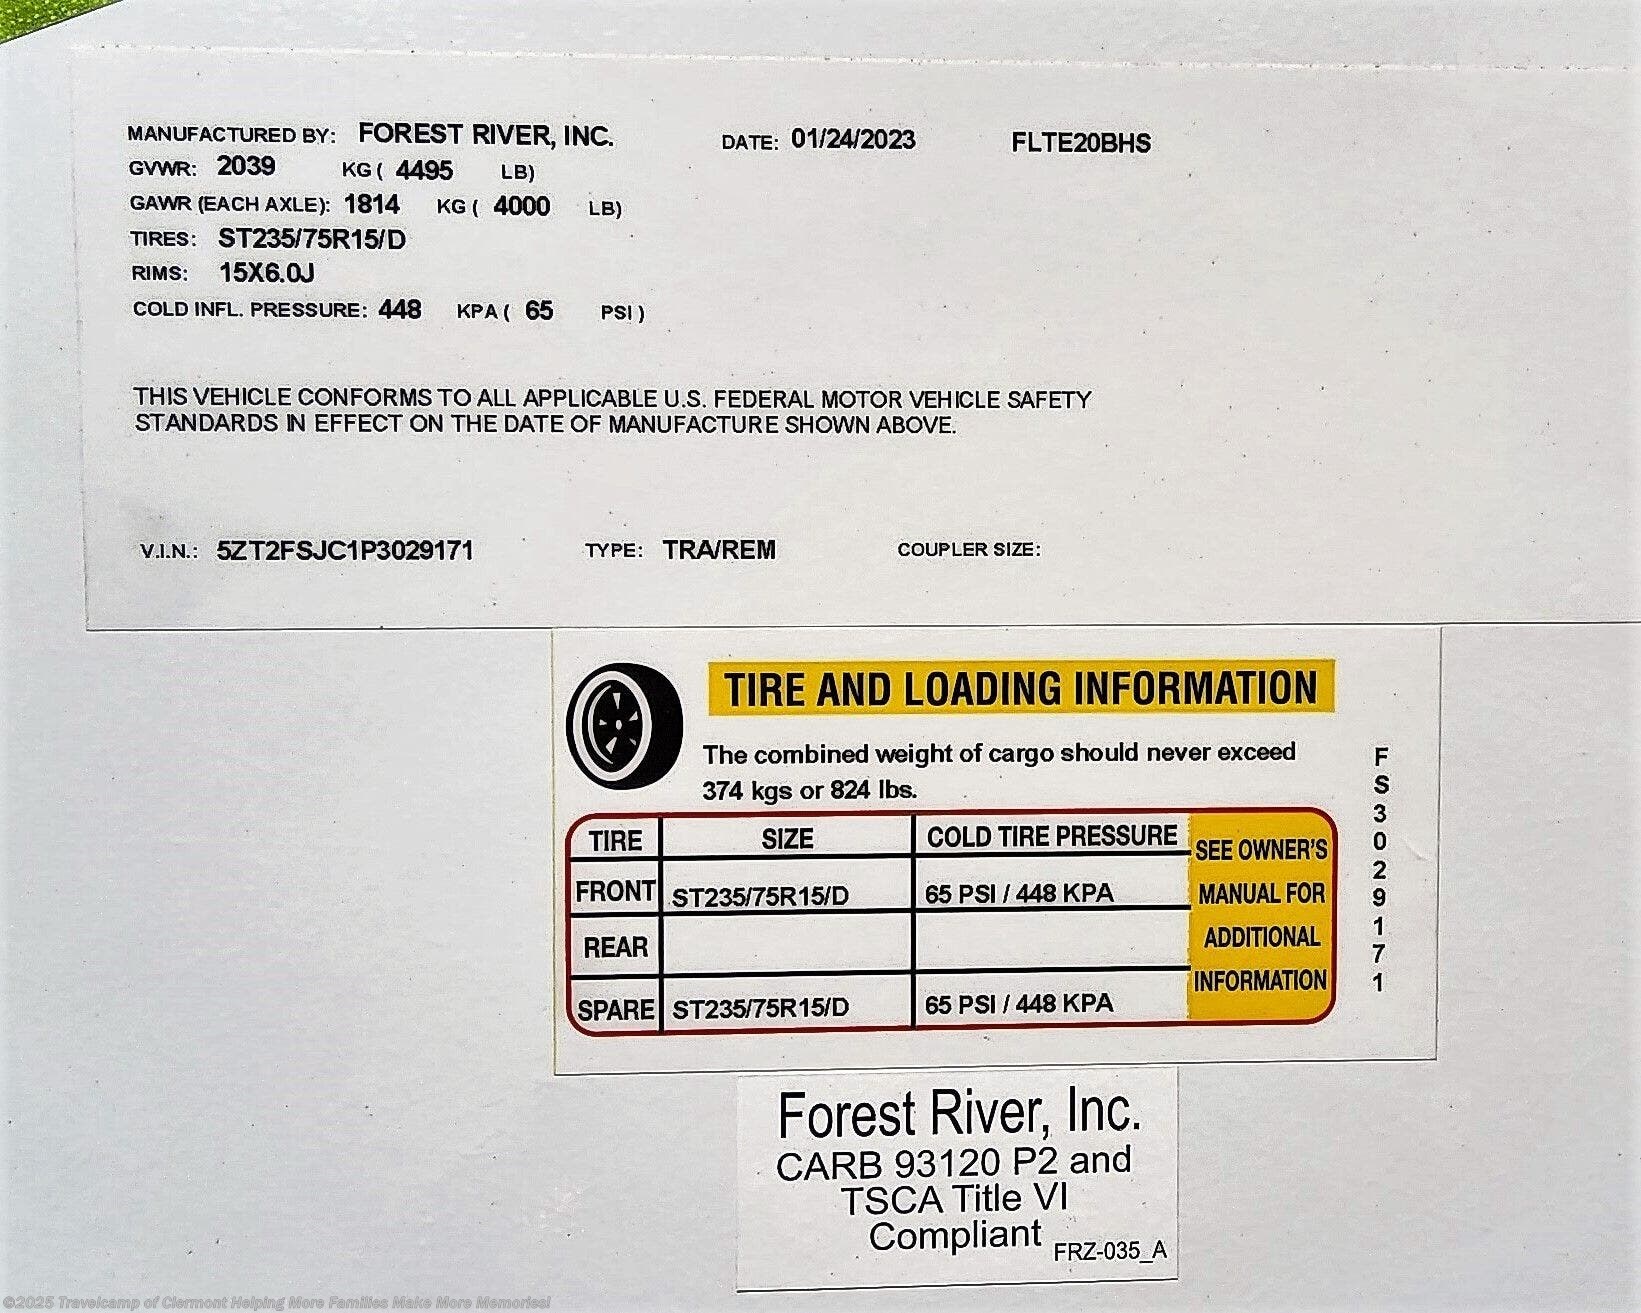 MANUFACTURED BY: FOREST RIVER, INC. DATE: 01/24/2023 FLTE20BHS
GVWR: 2039 KG ( 4495 LB)
GAWR (EACH AXLE): 1814 KG ( 4000 LB)
TIRES: ST235/75R15/D
RIMS: 15X6.0J
COLD INFL. PRESSURE: 448 KPA ( 65 PSI )
THIS VEHICLE CONFORMS TO ALL APPLICABLE U.S. FEDERAL MOTOR VEHICLE SAFETY
STANDARDS IN EFFECT ON THE DATE OF MANUFACTURE SHOWN ABOVE.
V.I.N.: 5ZT2FSJC1P3029171 TYPE: TRA/REM COUPLER SIZE:
TIRE AND LOADING INFORMATION
The combined weight of cargo should never exceed
374 kgs or 824 lbs.
TIRE SIZE COLD TIRE PRESSURE
FRONT ST235/75R15/D 65 PSI / 448 KPA
REAR
SPARE ST235/75R15/D 65 PSI / 448 KPA
SEE OWNER'S
MANUAL FOR
ADDITIONAL
INFORMATION
FS3029171
Forest River, Inc.
CARB 93120 P2 and
TSCA Title VI
Compliant FRZ-035_A
©2025 Travelcamp of Clermont Helping More Families Make More Memories!